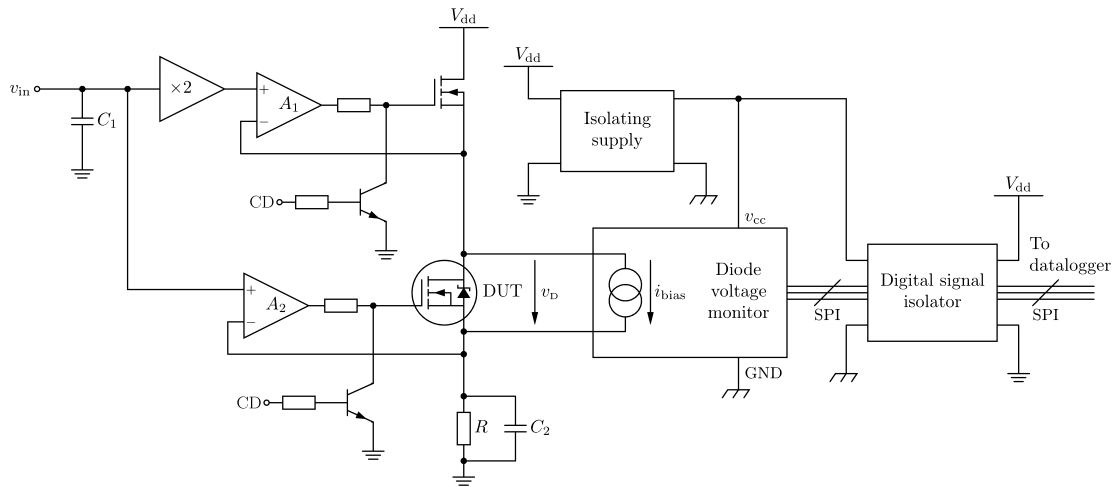 V_dd
v_in
×2
+
−
A_1
C_1
CD
+
−
A_2
CD
DUT
v_D
R
C_2
V_dd
Isolating
supply
v_cc
i_bias
Diode
voltage
monitor
GND
SPI
Digital signal
isolator
V_dd
To
datalogger
SPI